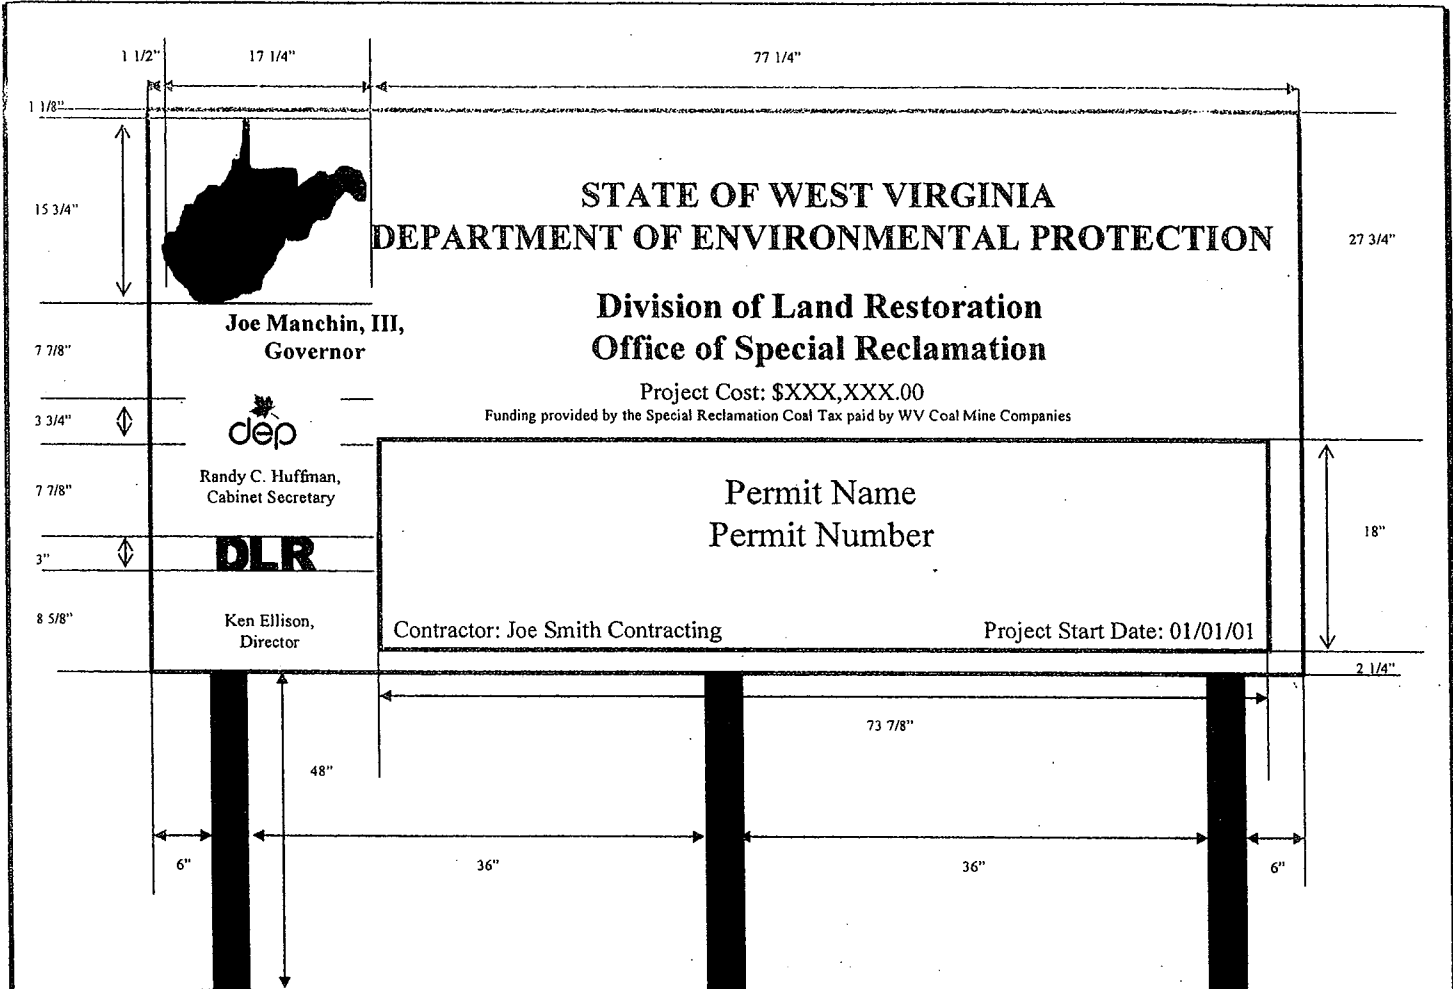 1 1/2" 17 1/4" 77 1/4"
1 1/8"
15 3/4"
STATE OF WEST VIRGINIA
DEPARTMENT OF ENVIRONMENTAL PROTECTION
27 3/4"
Division of Land Restoration
Office of Special Reclamation
Joe Manchin, III,
Governor
7 7/8"
Project Cost: $XXX,XXX.00
Funding provided by the Special Reclamation Coal Tax paid by WV Coal Mine Companies
3 3/4"
dep
Randy C. Huffman,
Cabinet Secretary
7 7/8"
Permit Name
Permit Number
18"
DLR
3"
8 5/8"
Ken Ellison,
Director
Contractor: Joe Smith Contracting Project Start Date: 01/01/01
2 1/4"
73 7/8"
48"
6" 36" 36" 6"